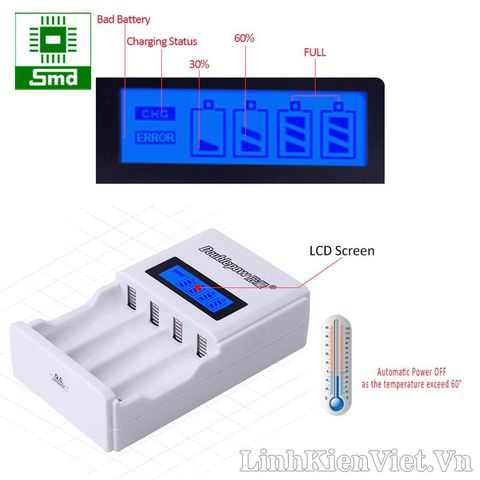 Bad Battery
Charging Status
60%
30%
FULL
Smd
CHG
ERROR
Doublepow
LCD Screen
Automatic Power OFF
as the temperature exceed 60°
LinhKienViet.Vn